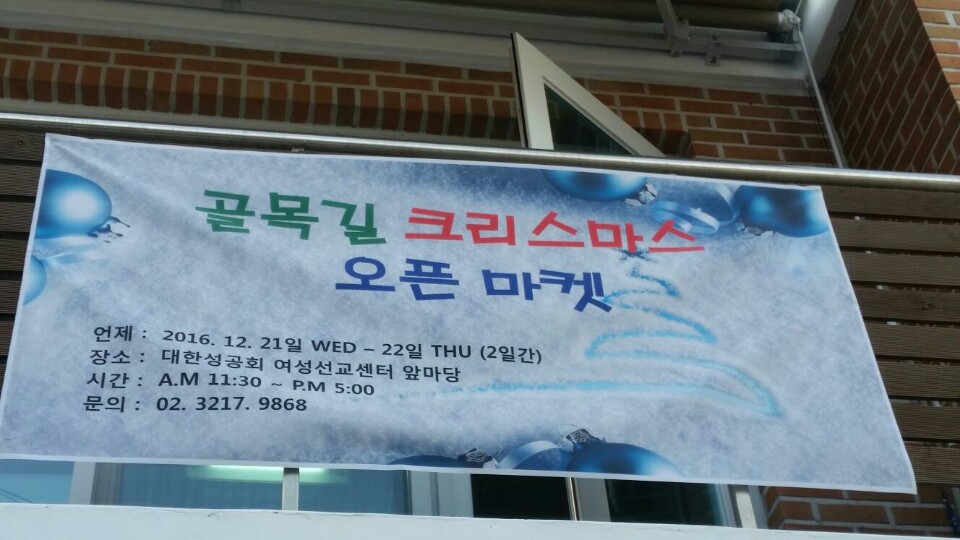 골목길 크리스마스
오픈 마켓
언제 : 2016. 12. 21일 WED – 22일 THU (2일간)
장소 : 대한성공회 여성선교센터 앞마당
시간 : A.M 11:30 ~ P.M 5:00
문의 : 02. 3217. 9868